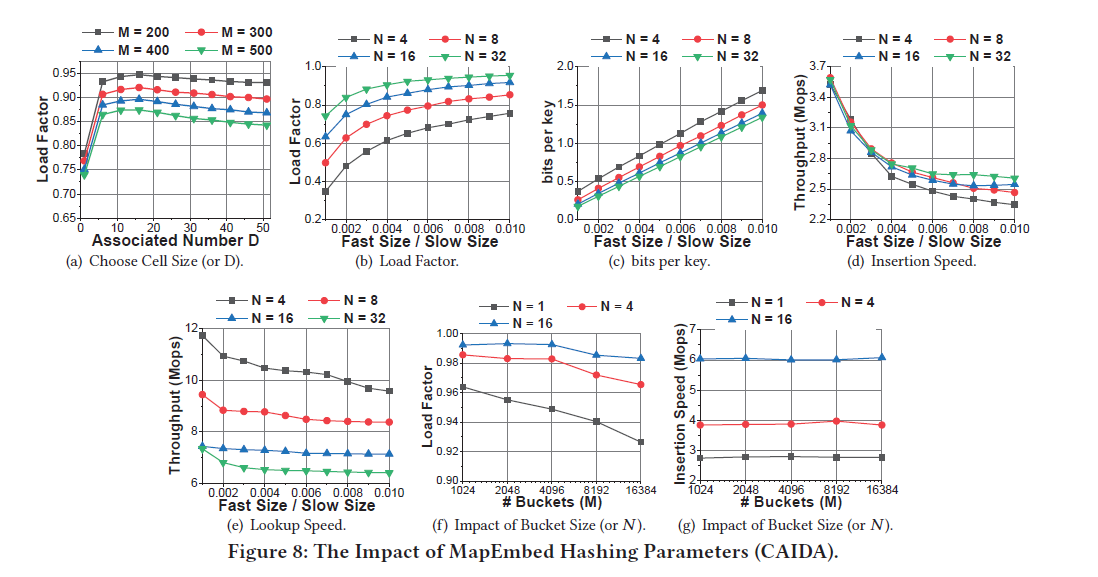 M = 200 M = 300
M = 400 M = 500
Load Factor
0.95
0.90
0.85
0.80
0.75
0.70
0.65
0 10 20 30 40 50
Associated Number D
(a) Choose Cell Size (or D).
N = 4 N = 8
N = 16 N = 32
Load Factor
1.0
0.8
0.6
0.4
0.2
0.002 0.004 0.006 0.008 0.010
Fast Size / Slow Size
(b) Load Factor.
N = 4 N = 8
N = 16 N = 32
bits per key
2.0
1.5
1.0
0.5
0.0
0.002 0.004 0.006 0.008 0.010
Fast Size / Slow Size
(c) bits per key.
N = 4 N = 8
N = 16 N = 32
Throughput (Mops)
3.7
3.4
3.1
2.8
2.5
2.2
0.002 0.004 0.006 0.008 0.010
Fast Size / Slow Size
(d) Insertion Speed.
N = 4 N = 8
N = 16 N = 32
Throughput (Mops)
12
10
8
6
0.002 0.004 0.006 0.008 0.010
Fast Size / Slow Size
(e) Lookup Speed.
N = 1 N = 4
N = 16
Load Factor
1.00
0.98
0.96
0.94
0.92
0.90
1024 2048 4096 8192 16384
# Buckets (M)
(f) Impact of Bucket Size (or N).
N = 1 N = 4
N = 16
Insertion Speed (Mops)
7
6
5
4
3
2
1024 2048 4096 8192 16384
# Buckets (M)
(g) Impact of Bucket Size (or N).
Figure 8: The Impact of MapEmbed Hashing Parameters (CAIDA).